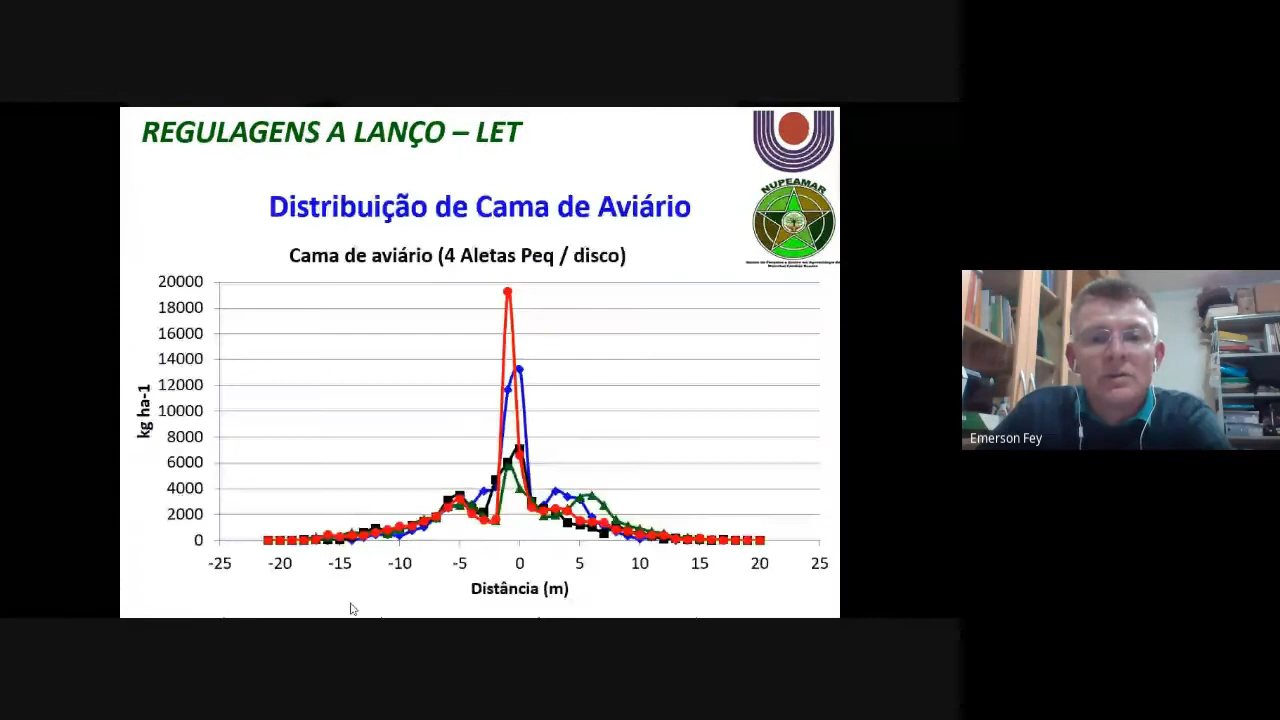 REGULAGENS A LANÇO – LET
NUPEAMAR
Distribuição de Cama de Aviário
Cama de aviário (4 Aletas Peq / disco)
20000
18000
16000
14000
12000
10000
8000
6000
4000
2000
0
kg ha-1
-25 -20 -15 -10 -5 0 5 10 15 20 25
Distância (m)
Emerson Fey